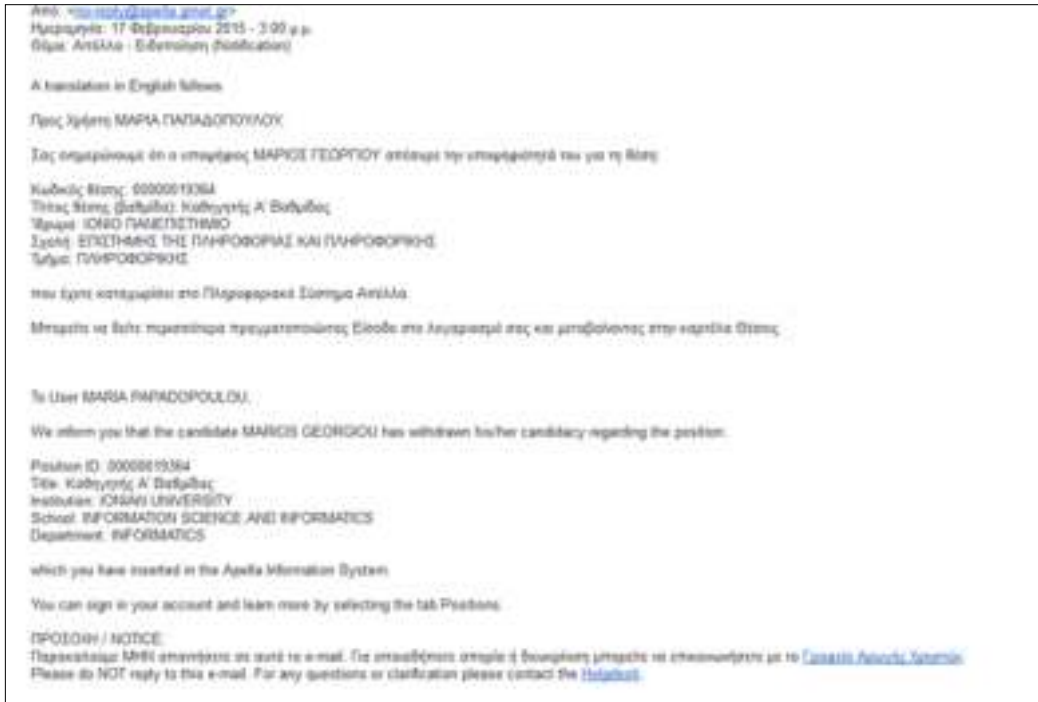 Από: <no-reply@apella.grnet.gr>
Ημερομηνία: 17 Φεβρουαρίου 2015 - 3:00 μ.μ.
Θέμα: Απέλλα - Ειδοποίηση (Notification)
A translation in English follows
Προς Χρήστη ΜΑΡΙΑ ΠΑΠΑΔΟΠΟΥΛΟΥ,
Σας ενημερώνουμε ότι ο υποψήφιος ΜΑΡΙΟΣ ΓΕΩΡΓΙΟΥ απέσυρε την υποψηφιότητά του για τη θέση:
Κωδικός θέσης: 00000019364
Τίτλος θέσης (βαθμίδα): Καθηγητής Α' Βαθμίδας
Ίδρυμα: ΙΟΝΙΟ ΠΑΝΕΠΙΣΤΗΜΙΟ
Σχολή: ΕΠΙΣΤΗΜΗΣ ΤΗΣ ΠΛΗΡΟΦΟΡΙΑΣ ΚΑΙ ΠΛΗΡΟΦΟΡΙΚΗΣ
Τμήμα: ΠΛΗΡΟΦΟΡΙΚΗΣ
που έχετε καταχωρίσει στο Πληροφοριακό Σύστημα Απέλλα.
Μπορείτε να δείτε περισσότερα πραγματοποιώντας Είσοδο στο λογαριασμό σας και μεταβαίνοντας στην καρτέλα Θέσεις.
To User MARIA PAPADOPOULOU,
We inform you that the candidate MARIOS GEORGIOU has withdrawn his/her candidacy regarding the position:
Position ID: 00000019364
Title: Καθηγητής Α' Βαθμίδας
Institution: IONIAN UNIVERSITY
School: INFORMATION SCIENCE AND INFORMATICS
Department: INFORMATICS
which you have inserted in the Apella Information System.
You can sign in your account and learn more by selecting the tab Positions.
ΠΡΟΣΟΧΗ / NOTICE:
Παρακαλούμε ΜΗΝ απαντήσετε σε αυτό το e-mail. Για οποιαδήποτε απορία ή διευκρίνιση μπορείτε να επικοινωνήσετε με το Γραφείο Αρωγής Χρηστών.
Please do NOT reply to this e-mail. For any questions or clarification please contact the Helpdesk.